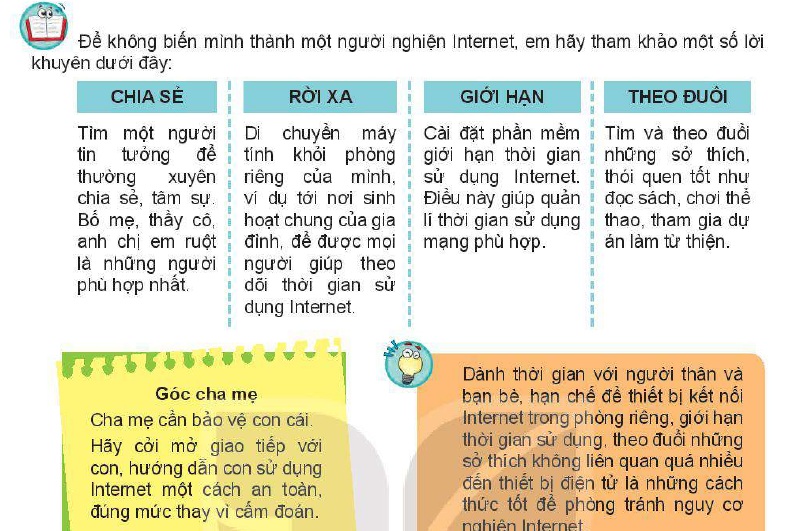 Để không biến mình thành một người nghiện Internet, em hãy tham khảo một số lời
khuyên dưới đây:
CHIA SẺ
Tìm một người
tin tưởng để
thường xuyên
chia sẻ, tâm sự.
Bố mẹ, thầy cô,
anh chị em ruột
là những người
phù hợp nhất.
RỜI XA
Di chuyển máy
tính khỏi phòng
riêng của mình,
ví dụ tới nơi sinh
hoạt chung của gia
đình, để được mọi
người giúp theo
dõi thời gian sử
dụng Internet.
GIỚI HẠN
Cài đặt phần mềm
giới hạn thời gian
sử dụng Internet.
Điều này giúp quản
lí thời gian sử dụng
mạng phù hợp.
THEO ĐUỔI
Tìm và theo đuổi
những sở thích,
thói quen tốt như
đọc sách, chơi thể
thao, tham gia dự
án làm từ thiện.
Góc cha mẹ
Cha mẹ cần bảo vệ con cái.
Hãy cởi mở giao tiếp với
con, hướng dẫn con sử dụng
Internet một cách an toàn,
đúng mức thay vì cấm đoán.
Dành thời gian với người thân và
bạn bè, hạn chế để thiết bị kết nối
Internet trong phòng riêng, giới hạn
thời gian sử dụng, theo đuổi những
sở thích không liên quan quá nhiều
đến thiết bị điện tử là những cách
thức tốt để phòng tránh nguy cơ
nghiện Internet